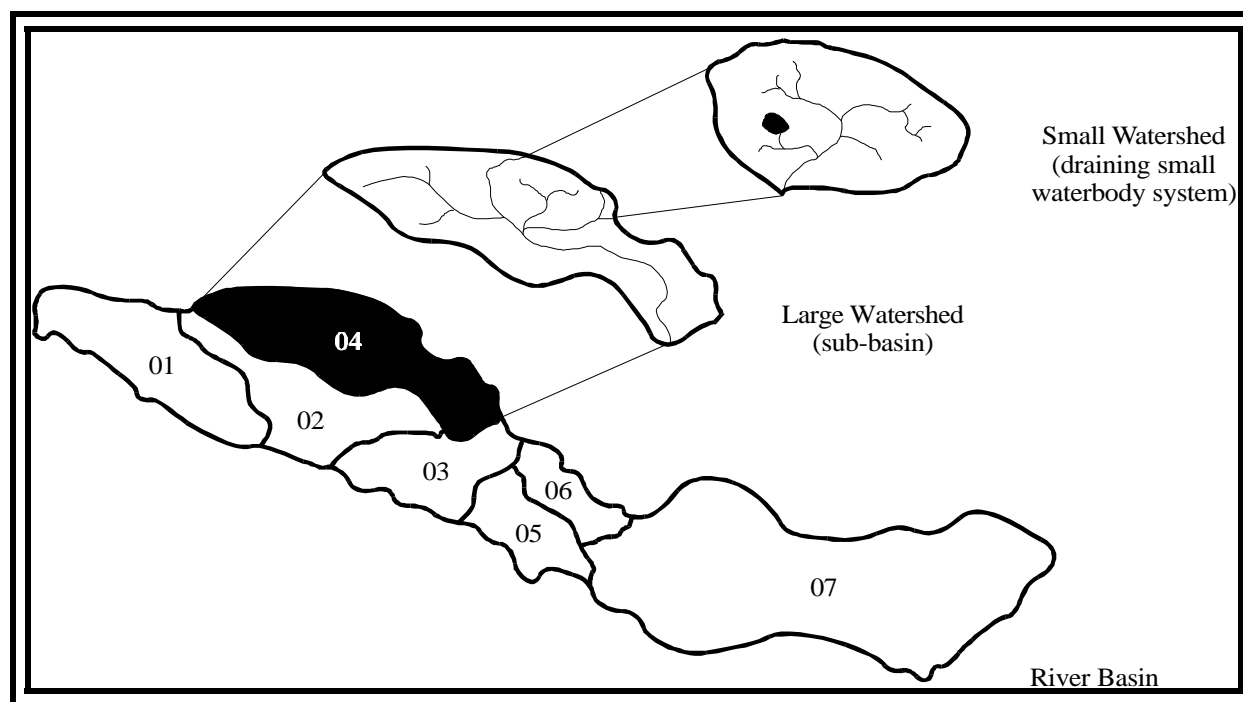 Small Watershed
(draining small
waterbody system)
Large Watershed
(sub-basin)
04
01
02
03
06
05
07
River Basin